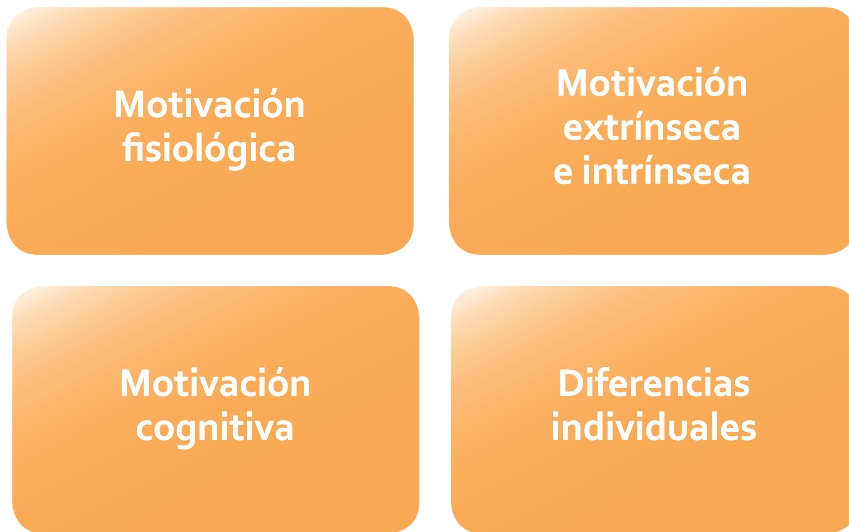 Motivación
fisiológica
Motivación
extrínseca
e intrínseca
Motivación
cognitiva
Diferencias
individuales